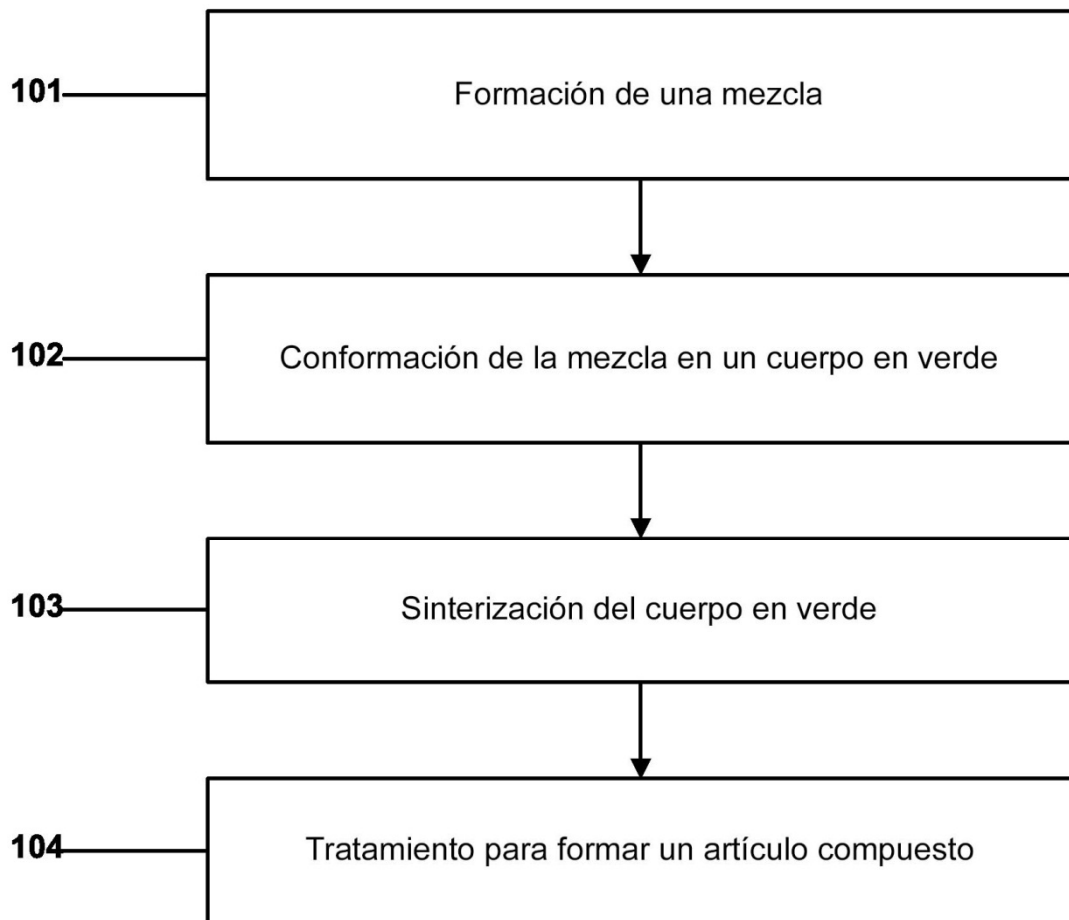 101 Formación de una mezcla
102 Conformación de la mezcla en un cuerpo en verde
103 Sinterización del cuerpo en verde
104 Tratamiento para formar un artículo compuesto